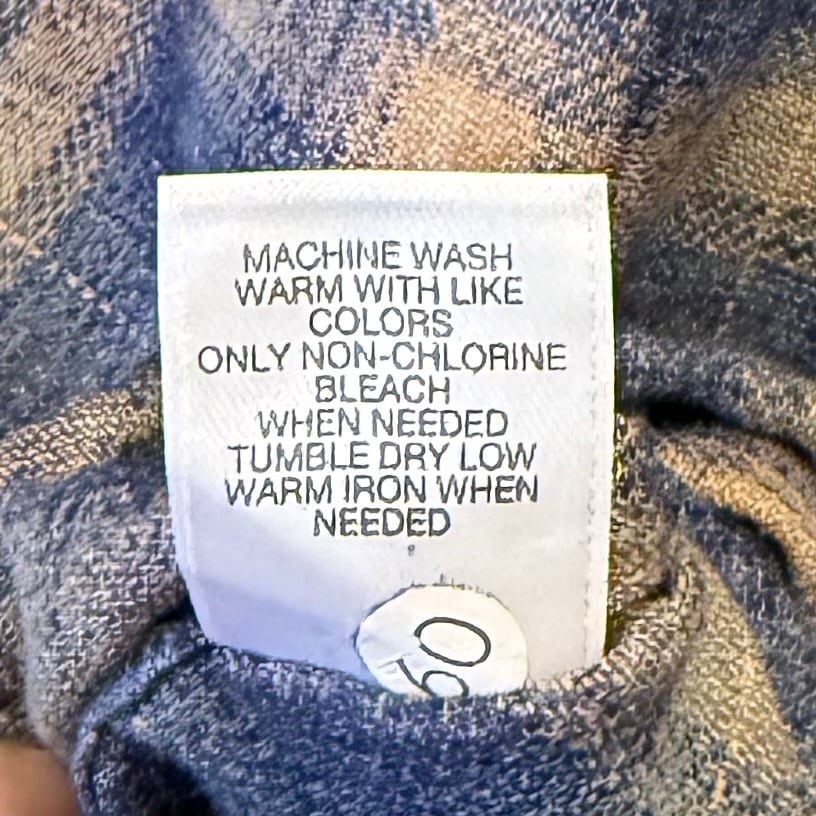 MACHINE WASH
WARM WITH LIKE
COLORS
ONLY NON-CHLORINE
BLEACH
WHEN NEEDED
TUMBLE DRY LOW
WARM IRON WHEN
NEEDED